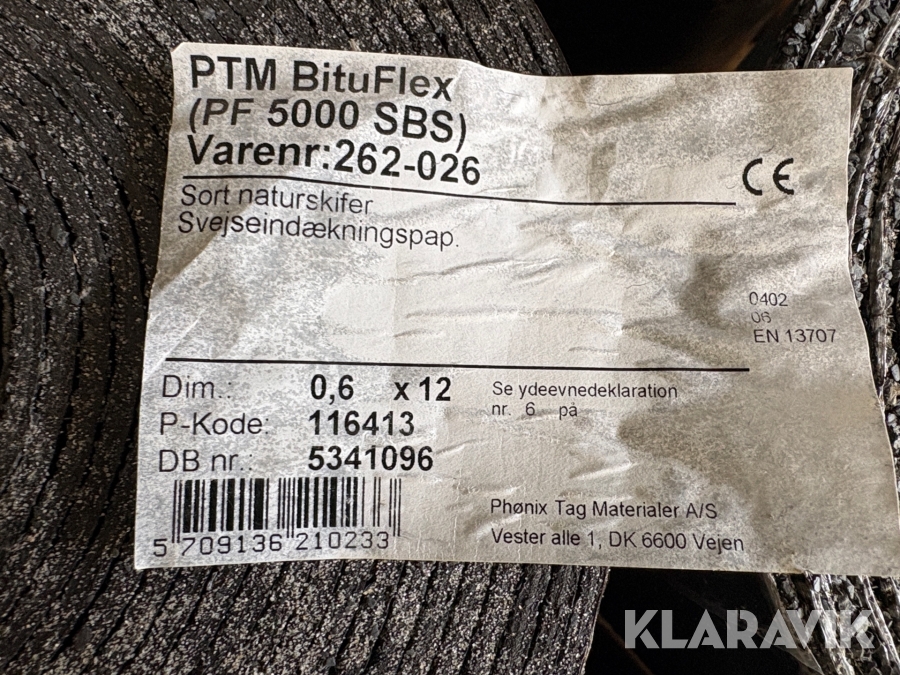 PTM BituFlex
(PF 5000 SBS)
Varenr:262-026
CE
Sort naturskifer
Svejseindækningspap.
0402
06
EN 13707
Dim.: 0,6 x 12
P-Kode: 116413
DB nr.: 5341096
Se ydeevnedeklaration
nr. 6 på
5 709136 210233
Phønix Tag Materialer A/S
Vester alle 1, DK 6600 Vejen
KLARAVIK